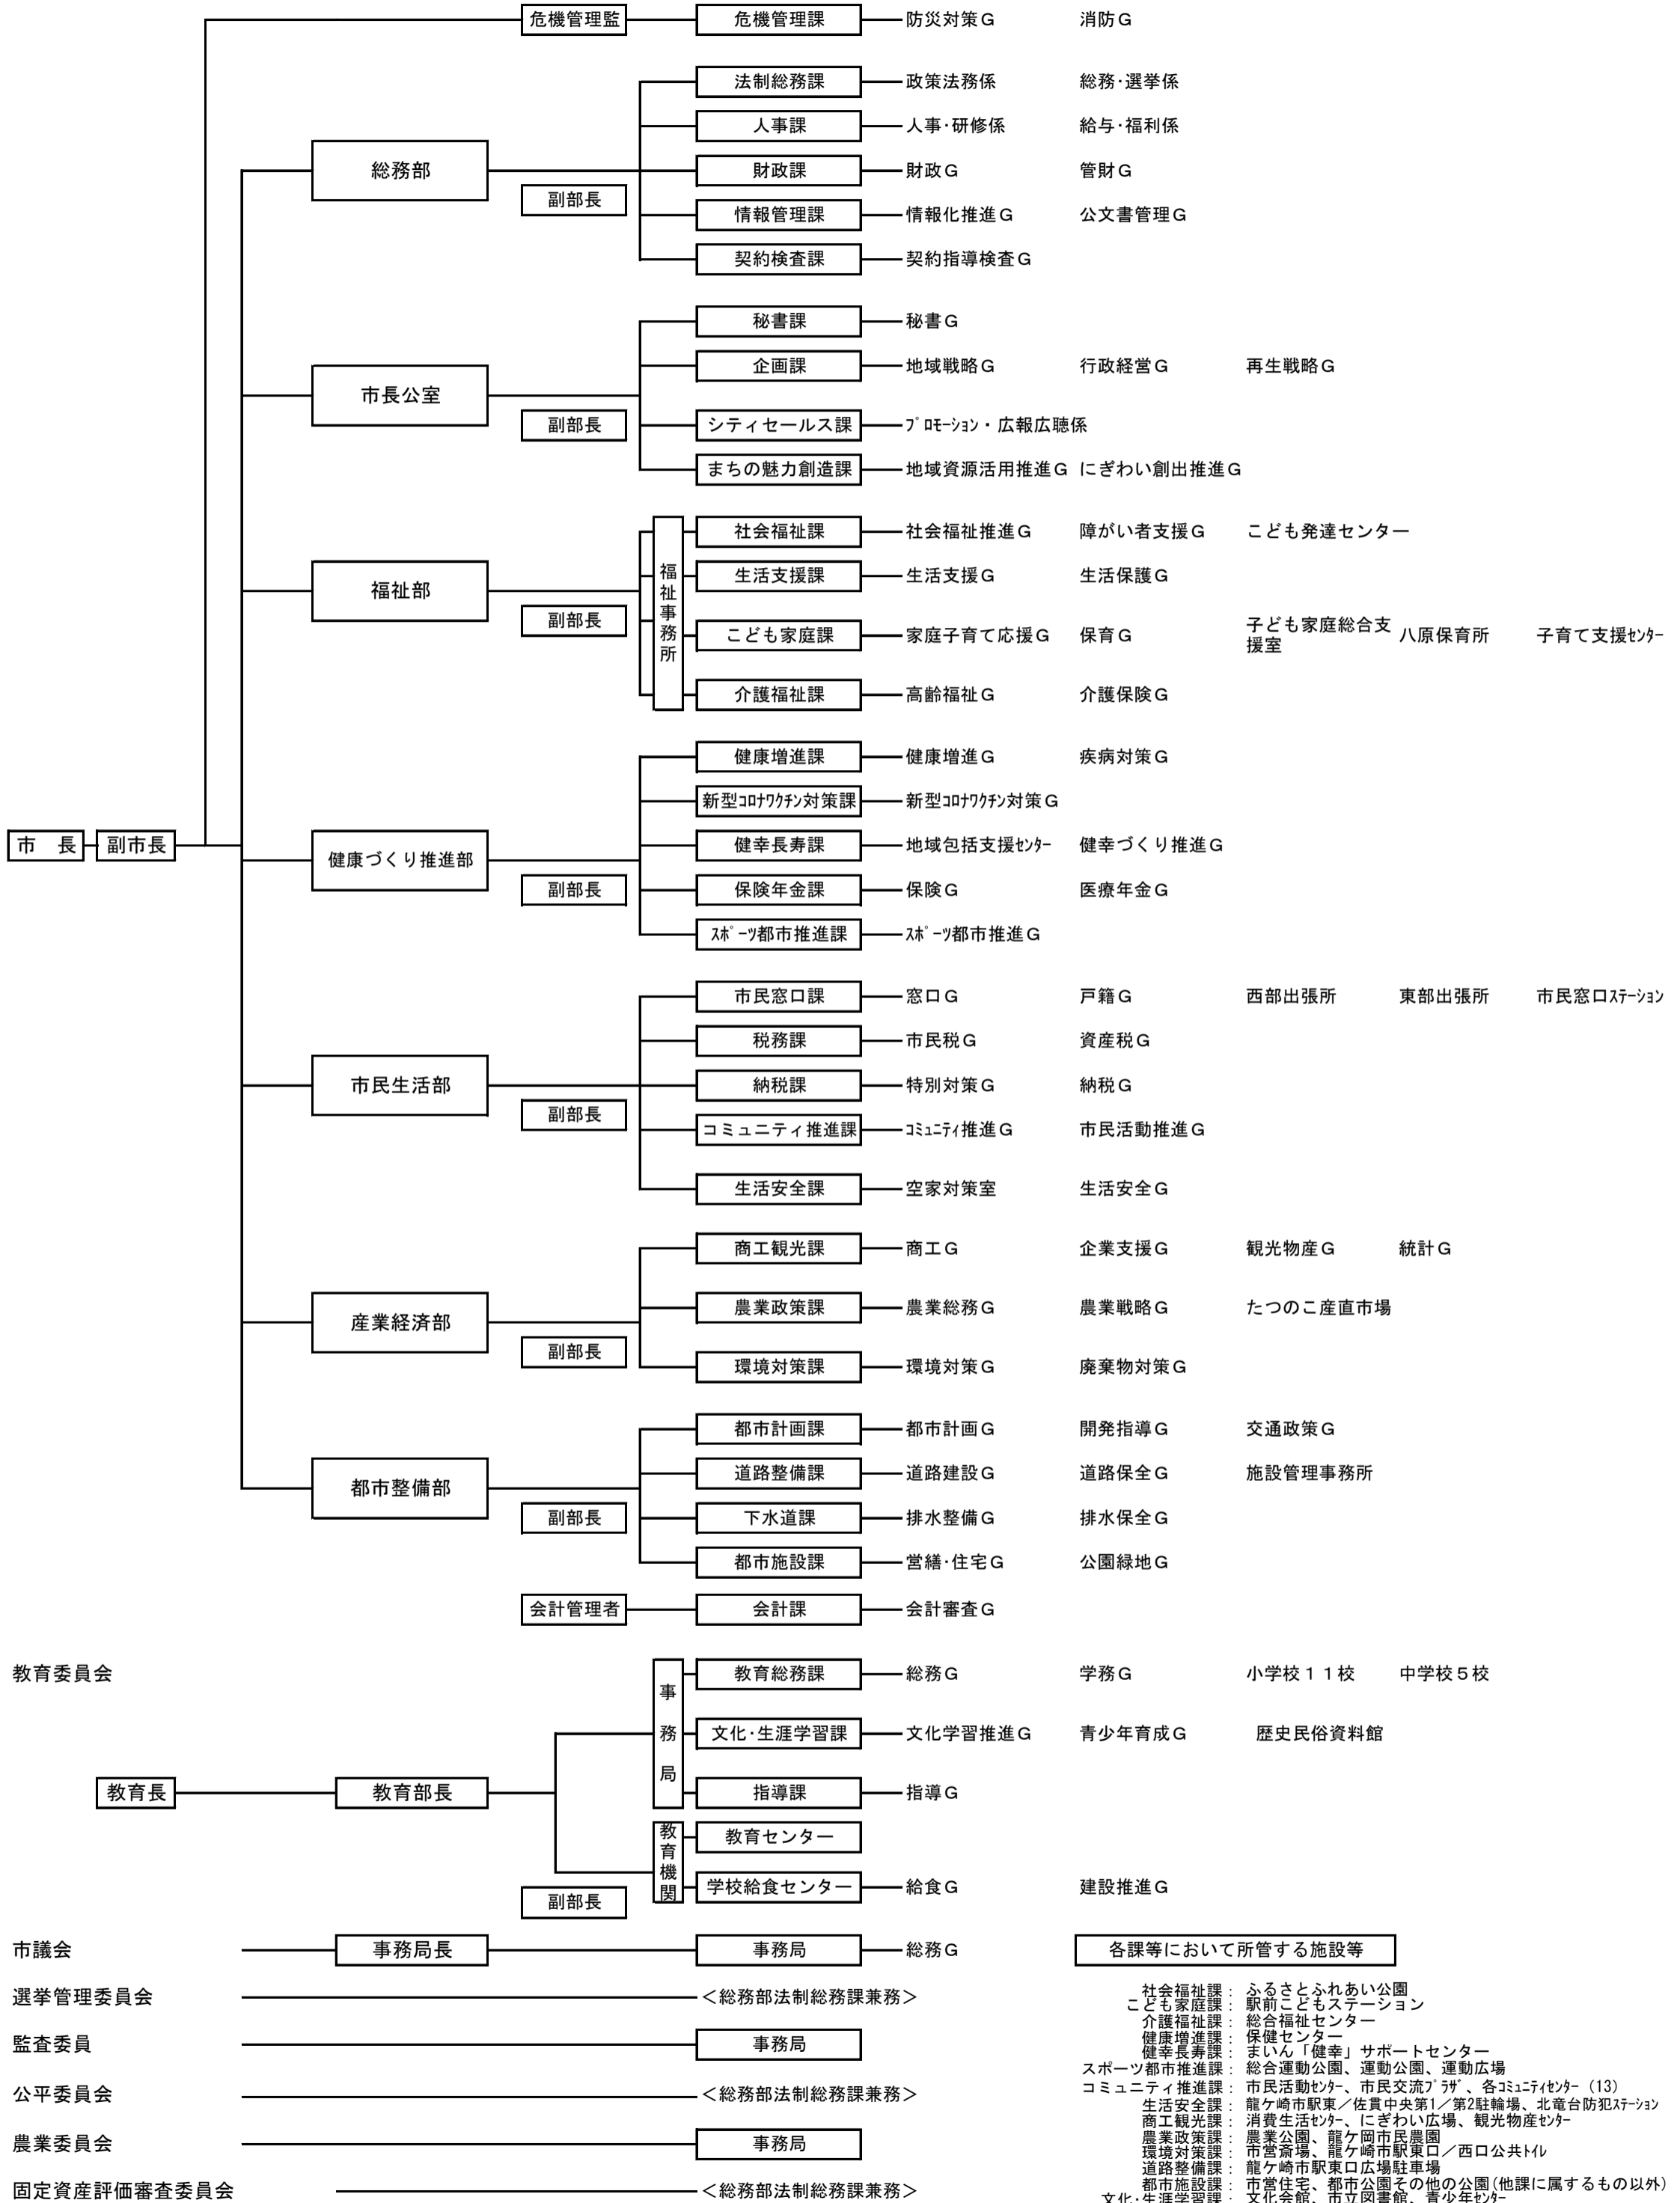 危機管理監 危機管理課 防災対策Ｇ 消防Ｇ
法制総務課 政策法務係 総務･選挙係
人事課 人事･研修係 給与･福利係
総務部 財政課 財政Ｇ 管財Ｇ
副部長
情報管理課 情報化推進Ｇ 公文書管理Ｇ
契約検査課 契約指導検査Ｇ
秘書課 秘書Ｇ
企画課 地域戦略Ｇ 行政経営Ｇ 再生戦略Ｇ
市長公室
副部長 シティセールス課 ﾌﾟﾛﾓｰｼｮﾝ・広報広聴係
まちの魅力創造課 地域資源活用推進Ｇ にぎわい創出推進Ｇ
福祉事務所
社会福祉課 社会福祉推進Ｇ 障がい者支援Ｇ こども発達センター
生活支援課 生活支援Ｇ 生活保護Ｇ
福祉部
副部長
こども家庭課 家庭子育て応援Ｇ 保育Ｇ 子ども家庭総合支援室 八原保育所 子育て支援ｾﾝﾀｰ
介護福祉課 高齢福祉Ｇ 介護保険Ｇ
健康増進課 健康増進Ｇ 疾病対策Ｇ
新型ｺﾛﾅﾜｸﾁﾝ対策課 新型ｺﾛﾅﾜｸﾁﾝ対策Ｇ
市　長 副市長 健幸長寿課 地域包括支援ｾﾝﾀｰ 健幸づくり推進Ｇ
健康づくり推進部
副部長 保険年金課 保険Ｇ 医療年金Ｇ
ｽﾎﾟｰﾂ都市推進課 ｽﾎﾟｰﾂ都市推進Ｇ
市民窓口課 窓口Ｇ 戸籍Ｇ 西部出張所 東部出張所 市民窓口ｽﾃｰｼｮﾝ
税務課 市民税Ｇ 資産税Ｇ
市民生活部 納税課 特別対策Ｇ 納税Ｇ
副部長
コミュニティ推進課 ｺﾐｭﾆﾃｨ推進Ｇ 市民活動推進Ｇ
生活安全課 空家対策室 生活安全Ｇ
商工観光課 商工Ｇ 企業支援Ｇ 観光物産Ｇ 統計Ｇ
農業政策課 農業総務Ｇ 農業戦略Ｇ たつのこ産直市場
産業経済部
副部長
環境対策課 環境対策Ｇ 廃棄物対策Ｇ
都市計画課 都市計画Ｇ 開発指導Ｇ 交通政策Ｇ
道路整備課 道路建設Ｇ 道路保全Ｇ 施設管理事務所
都市整備部
副部長 下水道課 排水整備Ｇ 排水保全Ｇ
都市施設課 営繕･住宅Ｇ 公園緑地Ｇ
会計管理者 会計課 会計審査Ｇ
教育委員会
事務局
教育総務課 総務Ｇ 学務Ｇ 小学校１１校 中学校５校
文化･生涯学習課 文化学習推進Ｇ 青少年育成Ｇ 歴史民俗資料館
教育長 教育部長 指導課 指導Ｇ
教育機関
教育センター
学校給食センター 給食Ｇ 建設推進Ｇ
副部長
市議会 事務局長 事務局 総務Ｇ
選挙管理委員会 ＜総務部法制総務課兼務＞
監査委員 事務局
公平委員会 ＜総務部法制総務課兼務＞
農業委員会 事務局
固定資産評価審査委員会 ＜総務部法制総務課兼務＞
各課等において所管する施設等
社会福祉課： ふるさとふれあい公園
こども家庭課： 駅前こどもステーション
介護福祉課： 総合福祉センター
健康増進課： 保健センター
健幸長寿課： まいん「健幸」サポートセンター
スポーツ都市推進課： 総合運動公園、運動公園、運動広場
コミュニティ推進課： 市民活動ｾﾝﾀｰ、市民交流ﾌﾟﾗｻﾞ、各ｺﾐｭﾆﾃｨｾﾝﾀｰ（13）
生活安全課： 龍ケ崎市駅東／佐貫中央第1／第2駐輪場、北竜台防犯ｽﾃｰｼｮﾝ
商工観光課： 消費生活ｾﾝﾀｰ、にぎわい広場、観光物産ｾﾝﾀｰ
農業政策課： 農業公園、龍ケ岡市民農園
環境対策課： 市営斎場、龍ケ崎市駅東口／西口公共ﾄｲﾚ
道路整備課： 龍ケ崎市駅東口広場駐車場
都市施設課： 市営住宅、都市公園その他の公園(他課に属するもの以外)
文化･生涯学習課： 文化会館、市立図書館、青少年ｾﾝﾀｰ